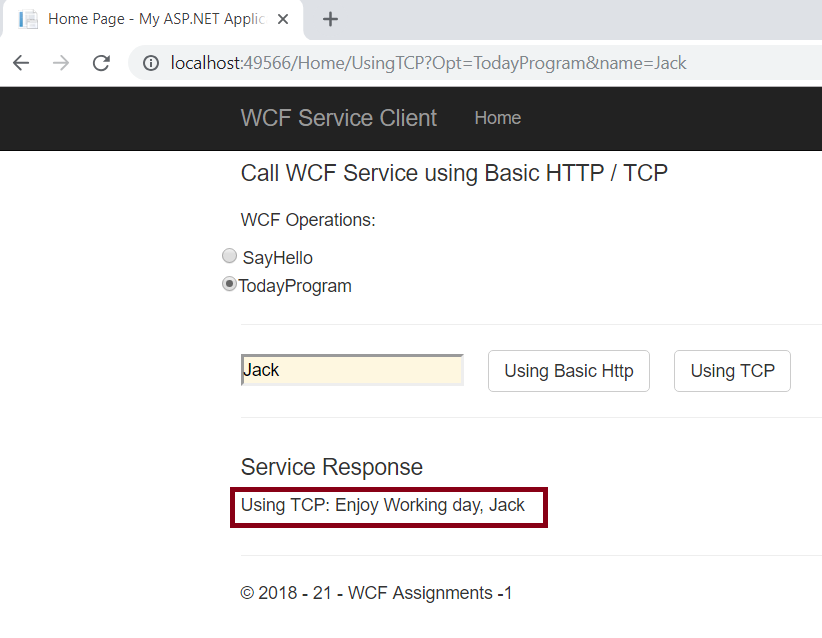 Home Page - My ASP.NET Applic
localhost:49566/Home/UsingTCP?Opt=TodayProgram&name=Jack
WCF Service Client Home
Call WCF Service using Basic HTTP / TCP
WCF Operations:
SayHello
TodayProgram
Jack Using Basic Http Using TCP
Service Response
Using TCP: Enjoy Working day, Jack
© 2018 - 21 - WCF Assignments -1